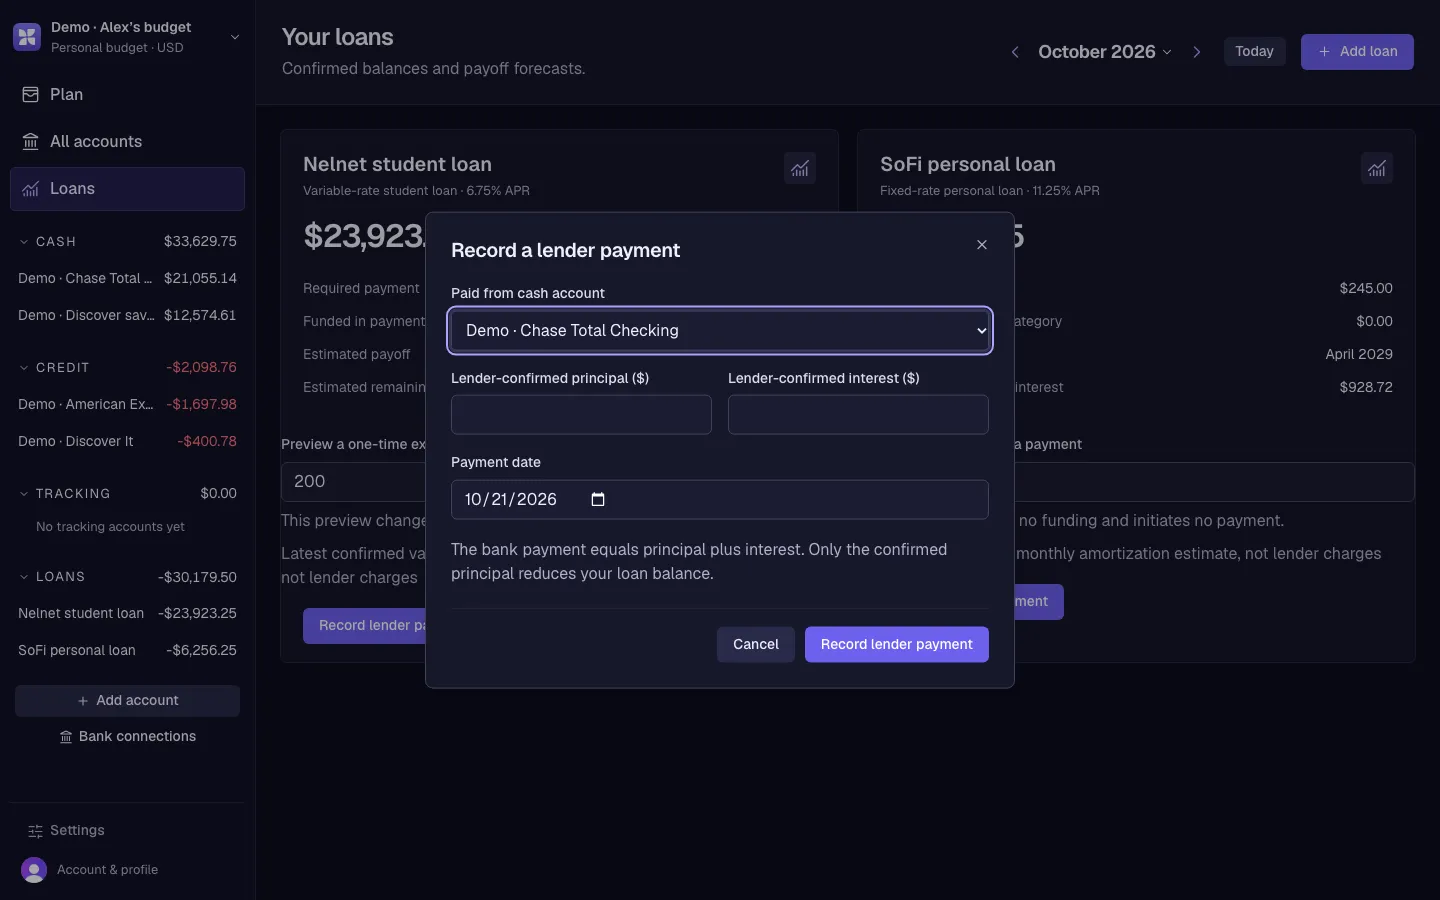 Demo · Alex's budget
Personal budget · USD
Plan
All accounts
Loans
CASH $33,629.75
Demo · Chase Total ... $21,055.14
Demo · Discover sav... $12,574.61
CREDIT -$2,098.76
Demo · American Ex... -$1,697.98
Demo · Discover It -$400.78
TRACKING $0.00
No tracking accounts yet
LOANS -$30,179.50
Nelnet student loan -$23,923.25
SoFi personal loan -$6,256.25
+ Add account
Bank connections
Settings
Account & profile
Your loans
Confirmed balances and payoff forecasts.
October 2026
Today
+ Add loan
Nelnet student loan
Variable-rate student loan · 6.75% APR
$23,923.
Required payment
Funded in payment
Estimated payoff
Estimated remainin
Preview a one-time ex
200
This preview change
Latest confirmed va
not lender charges
Record lender pa
SoFi personal loan
Fixed-rate personal loan · 11.25% APR
5
$245.00
ategory $0.00
April 2029
interest $928.72
a payment
no funding and initiates no payment.
monthly amortization estimate, not lender charges
ment
Record a lender payment
Paid from cash account
Demo · Chase Total Checking
Lender-confirmed principal ($) Lender-confirmed interest ($)
Payment date
10/21/2026
The bank payment equals principal plus interest. Only the confirmed
principal reduces your loan balance.
Cancel
Record lender payment